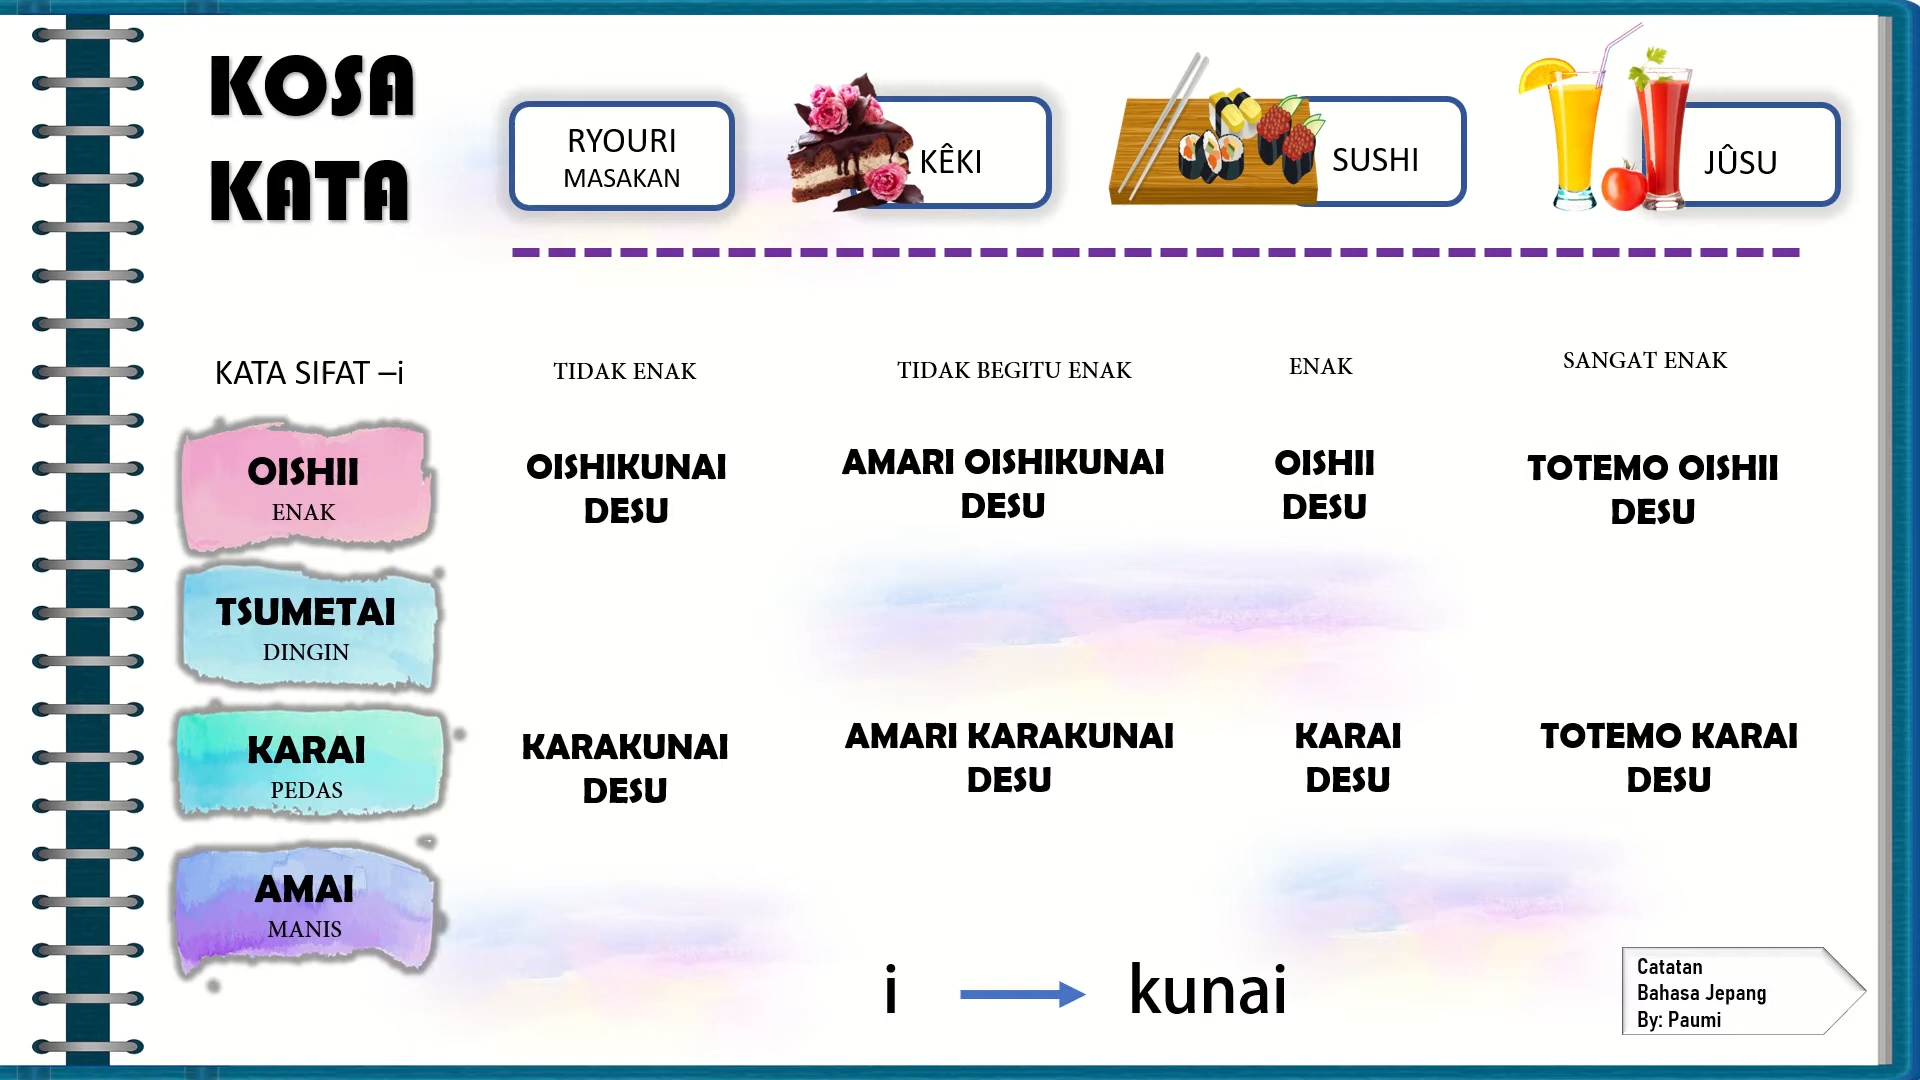 KOSA
KATA
RYOURI
MASAKAN
KÊKI
SUSHI
JÛSU
KATA SIFAT –i
TIDAK ENAK
TIDAK BEGITU ENAK
ENAK
SANGAT ENAK
OISHII
ENAK
OISHIKUNAI
DESU
AMARI OISHIKUNAI
DESU
OISHII
DESU
TOTEMO OISHII
DESU
TSUMETAI
DINGIN
KARAI
PEDAS
KARAKUNAI
DESU
AMARI KARAKUNAI
DESU
KARAI
DESU
TOTEMO KARAI
DESU
AMAI
MANIS
i
kunai
Catatan
Bahasa Jepang
By: Paumi